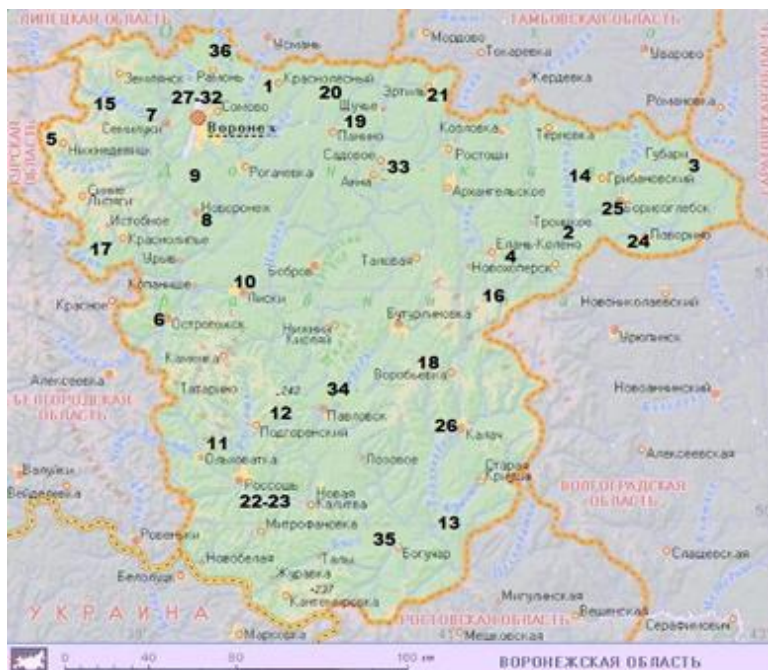 ЛИПЕЦКАЯ ОБЛАСТЬ
ТАМБОВСКАЯ ОБЛАСТЬ
36
Усмань
Мордово
Токаревка
Уварово
Землянск
Рамонь
1
Краснолесный
20
Эртиль
21
Жердевка
Романовка
15
7
27-32
Сомово
Щучье
19
Семилуки
Воронеж
Панино
Козловка
Терновка
5
Нижнедевицк
Садовое
33
Ростоши
Губари
3
9
Рогачевка
Анна
Архангельское
14
Грибановский
Синие
Липяги
Нововоронеж
8
25
Борисоглебск
Истобное
Троицкое
2
24
Поворино
17
Краснолипье
Урыв
Елань-Колено
4
Бобров
Таловая
Новохоперск
Копанище
10
Лиски
16
Новониколаевский
Красное
6
Острогожск
Нижний
Кисляй
Бутурлиновка
Урюпинск
Каменка
18
Воробьевка
Алексеевка
Татарино
34
Новоаннинский
БЕЛГОРОДСКАЯ
ОБЛАСТЬ
12
Павловск
Подгоренский
26
Калач
11
Ольховатка
Лозовое
Алексеевская
Валуйки
Вейделевка
Россошь
Старая
Криуша
ВОЛГОГРАДСКАЯ
ОБЛАСТЬ
22-23
Новая
Калитва
13
Митрофановка
Ровеньки
35
Богучар
Новобелая
Талы
Слащевская
Белолуцк
Журавка
Кантемировка
Мигулинская
УКРАИНА
РОСТОВСКАЯ ОБЛАСТЬ
Вешенская
Серафимович
Марковка
Мешковская
0 40 80 100 км
ВОРОНЕЖСКАЯ ОБЛАСТЬ